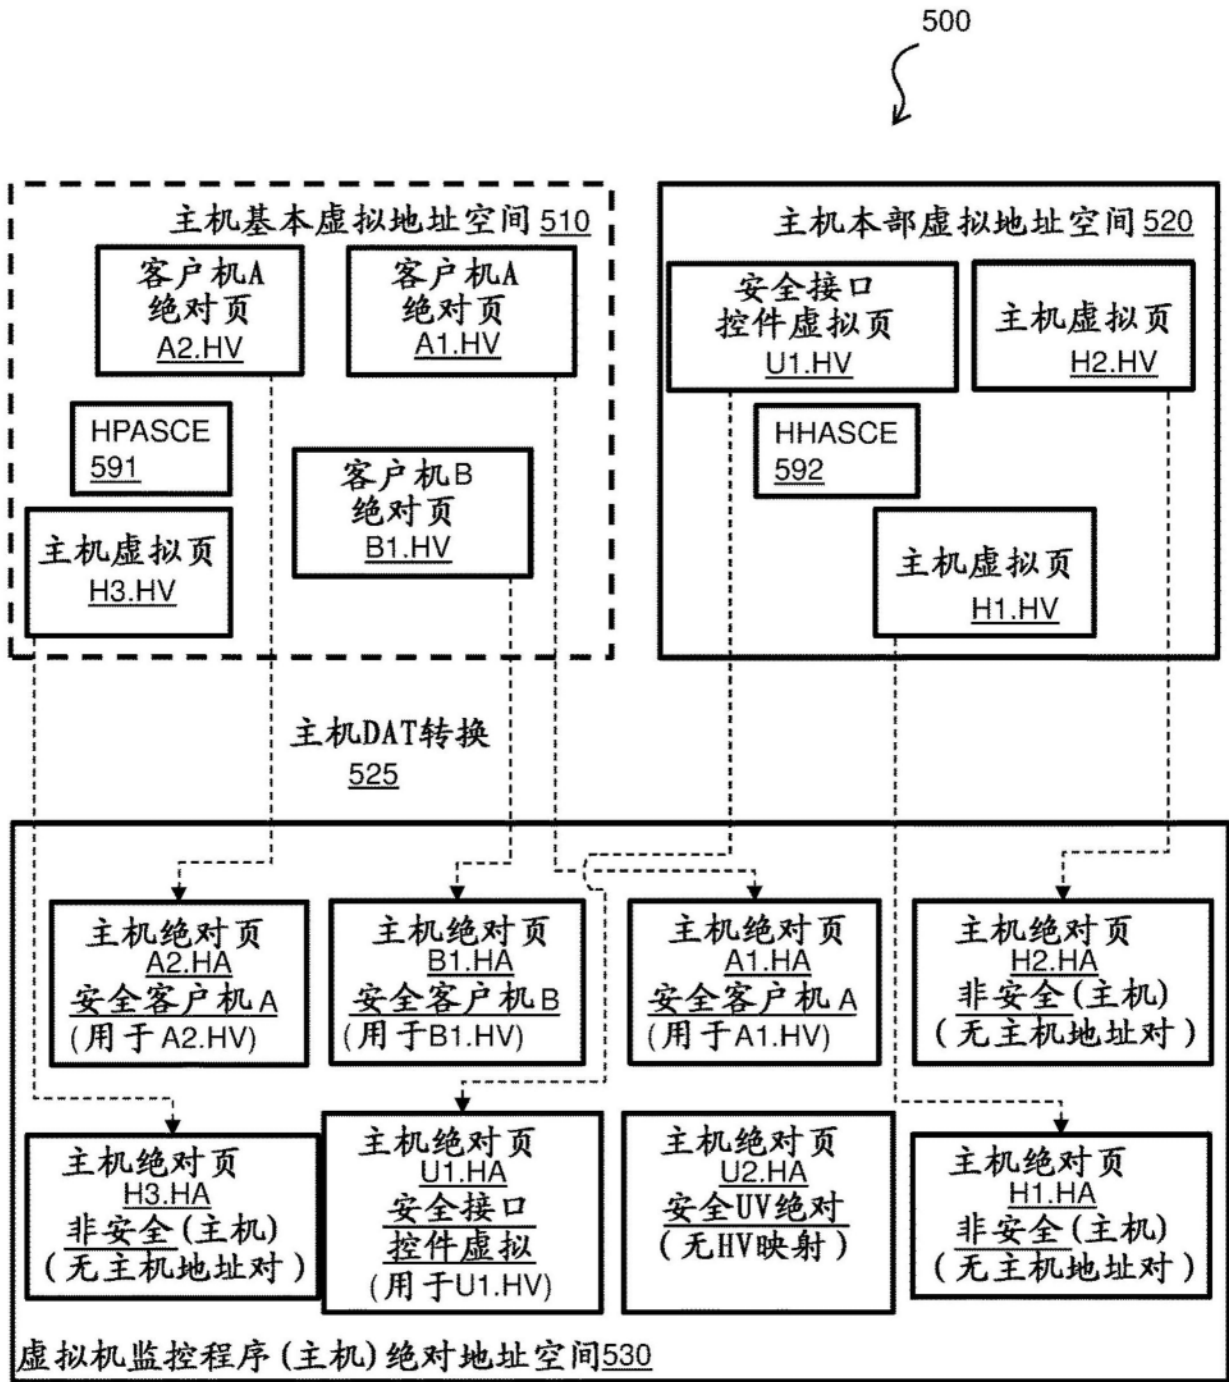 500
主机基本虚拟地址空间510
客户机A
绝对页
A2.HV
客户机A
绝对页
A1.HV
HPASCE
591
客户机B
绝对页
B1.HV
主机虚拟页
H3.HV
主机本部虚拟地址空间520
安全接口
控件虚拟页
U1.HV
主机虚拟页
H2.HV
HHASCE
592
主机虚拟页
H1.HV
主机DAT转换
525
主机绝对页
A2.HA
安全客户机A
(用于A2.HV)
主机绝对页
B1.HA
安全客户机B
(用于B1.HV)
主机绝对页
A1.HA
安全客户机A
(用于A1.HV)
主机绝对页
H2.HA
非安全(主机)
(无主机地址对)
主机绝对页
H3.HA
非安全(主机)
(无主机地址对)
主机绝对页
U1.HA
安全接口
控件虚拟
(用于U1.HV)
主机绝对页
U2.HA
安全UV绝对
(无HV映射)
主机绝对页
H1.HA
非安全(主机)
(无主机地址对)
虚拟机监控程序(主机)绝对地址空间530